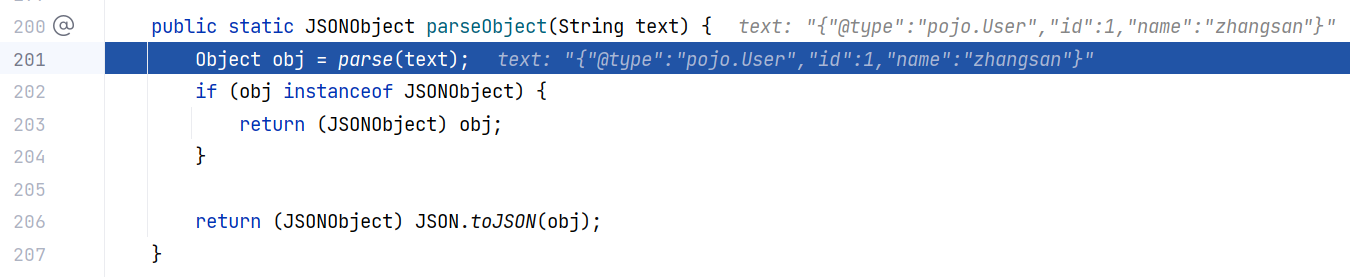 200 @ public static JSONObject parseObject(String text) { text: "{"@type":"pojo.User","id":1,"name":"zhangsan"}"
201 Object obj = parse(text); text: "{"@type":"pojo.User","id":1,"name":"zhangsan"}"
202 if (obj instanceof JSONObject) {
203 return (JSONObject) obj;
204 }
205
206 return (JSONObject) JSON.toJSON(obj);
207 }